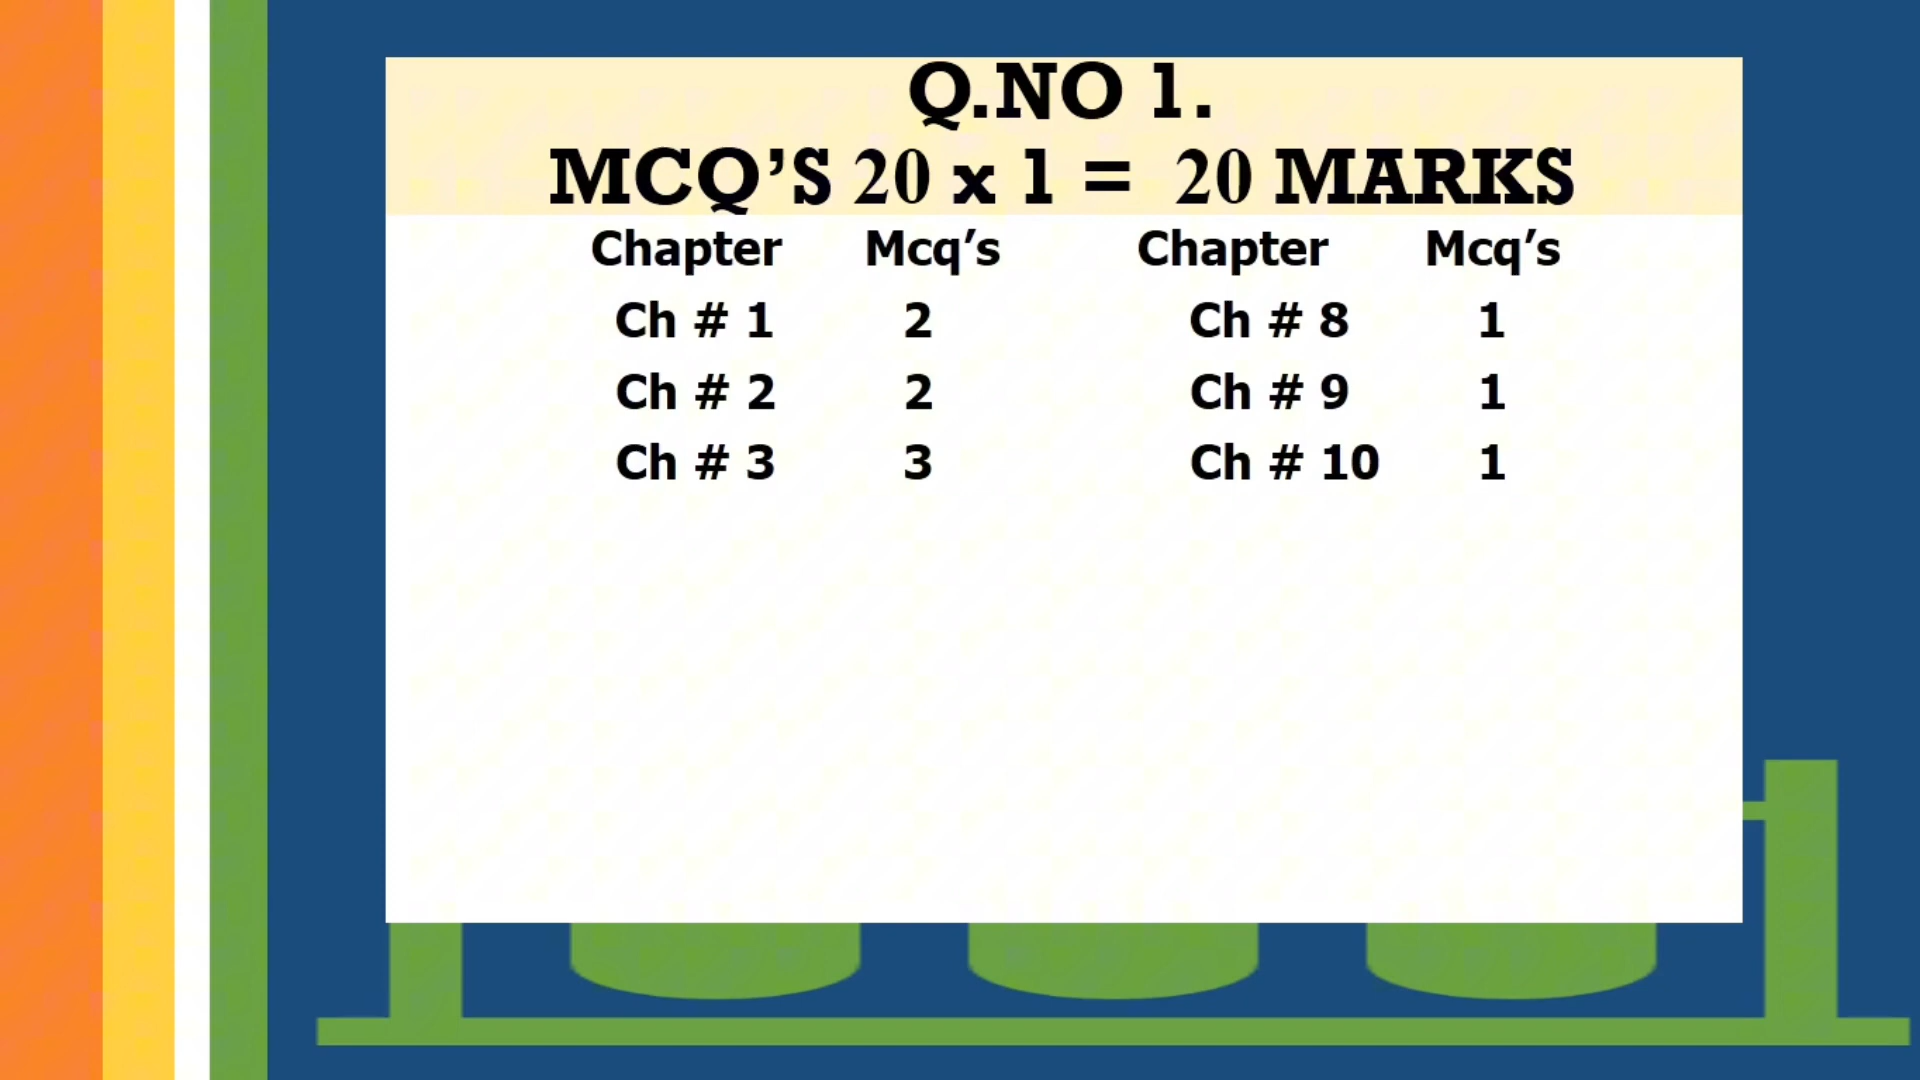 Q.NO 1.
MCQ’S 20 x 1 = 20 MARKS
Chapter Mcq’s Chapter Mcq’s
Ch # 1 2 Ch # 8 1
Ch # 2 2 Ch # 9 1
Ch # 3 3 Ch # 10 1